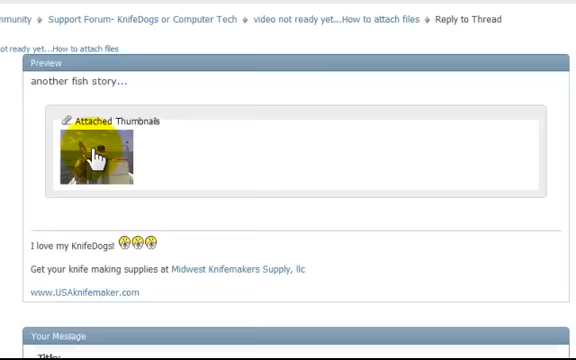 mmunity Support Forum- KnifeDogs or Computer Tech video not ready yet...How to attach files Reply to Thread
ot ready yet...How to attach files
Preview
another fish story...
Attached Thumbnails
I love my KnifeDogs!
Get your knife making supplies at Midwest Knifemakers Supply, llc
www.USAknifemaker.com
Your Message
Title: